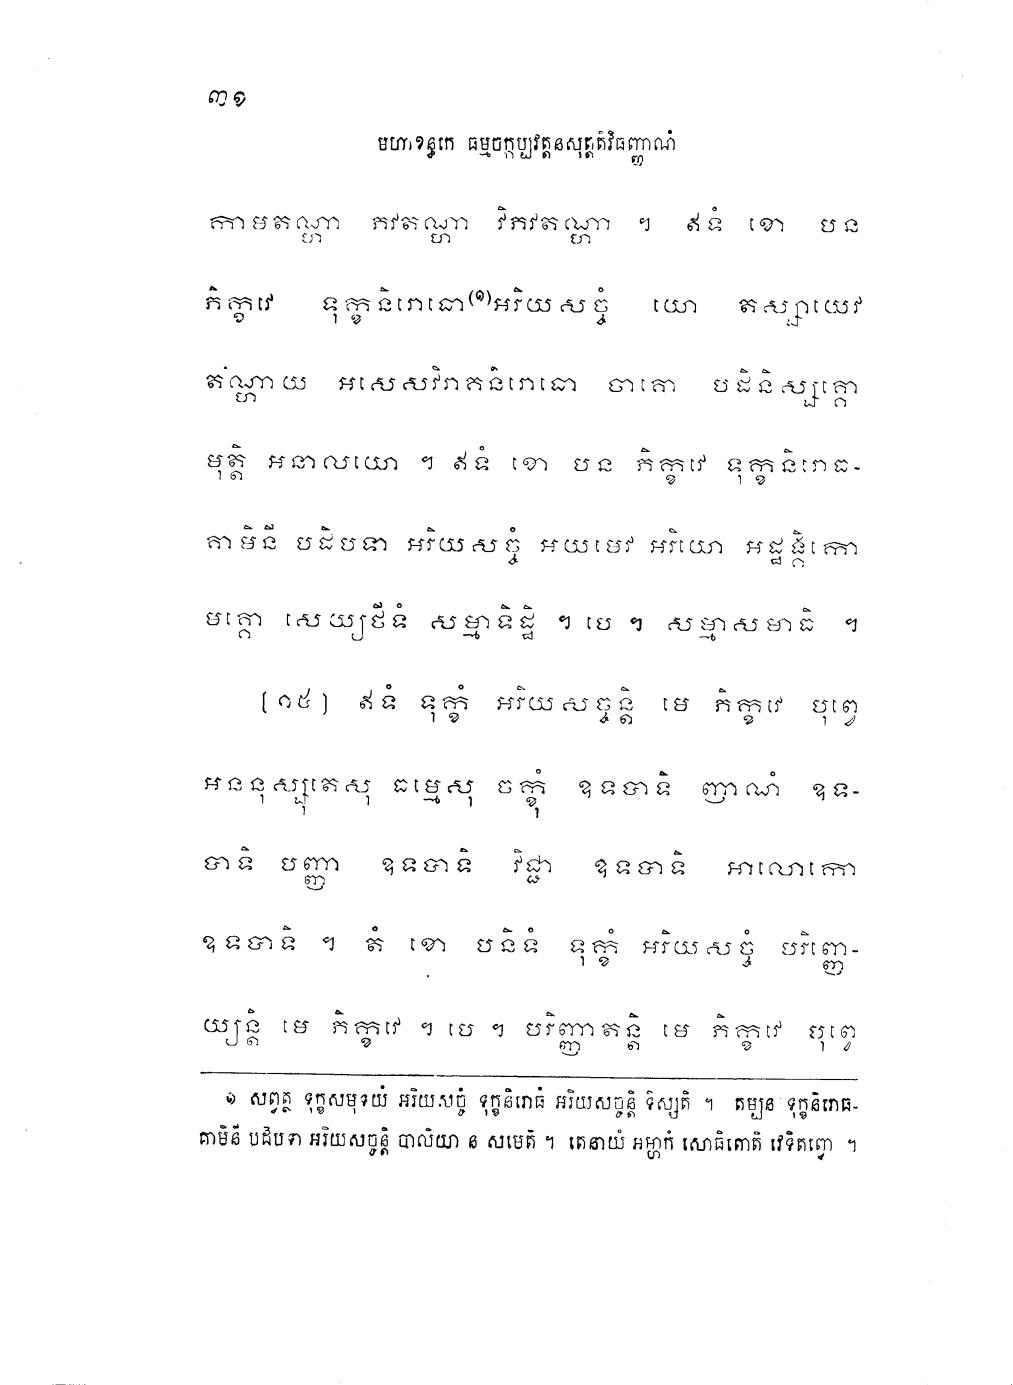 ៣១
មហាខន្ធកេ ធម្មចក្កប្បវត្តនសុត្តតំវិធញ្ញាណំ
កាមតណ្ហា ភវតណ្ហា វិភវតណ្ហា ។ ឥទំ ខោ បន
ភិក្ខវេ ទុក្ខនិរោធោ(១)អរិយសច្ចំ យោ តស្សាយេវ
តណ្ហាយ អសេសវិរាគនិរោធោ ចាគោ បដិនិស្សគ្គោ
មុត្តិ អនាលយោ ។ ឥទំ ខោ បន ភិក្ខវេ ទុក្ខនិរោធ-
គាមិនី បដិបទា អរិយសច្ចំ អយមេវ អរិយោ អដ្ឋង្គិកោ
មគ្គោ សេយ្យថីទំ សម្មាទិដ្ឋិ ។ បេ ។ សម្មាសមាធិ ។
[១៥] ឥទំ ទុក្ខំ អរិយសច្ចន្តិ មេ ភិក្ខវេ បុព្វេ
អននុស្សុតេសុ ធម្មេសុ ចក្ខុំ ឧទបាទិ ញាណំ ឧទ-
បាទិ បញ្ញា ឧទបាទិ វិជ្ជា ឧទបាទិ អាលោកោ
ឧទបាទិ ។ តំ ខោ បនិទំ ទុក្ខំ អរិយសច្ចំ បរិញ្ញេ-
យ្យន្តិ មេ ភិក្ខវេ ។ បេ ។ បរិញ្ញាតន្តិ មេ ភិក្ខវេ បុព្វេ
១ សព្វត្ថ ទុក្ខសមុទយំ អរិយសច្ចំ ទុក្ខនិរោធំ អរិយសច្ចន្តិ ទិស្សតិ ។ តម្បន ទុក្ខនិរោធ-
គាមិនី បដិបទា អរិយសច្ចន្តិ បាលិយា ន សមេតិ ។ តេនាយំ អម្ហាកំ សោធិតោតិ វេទិតព្វោ ។